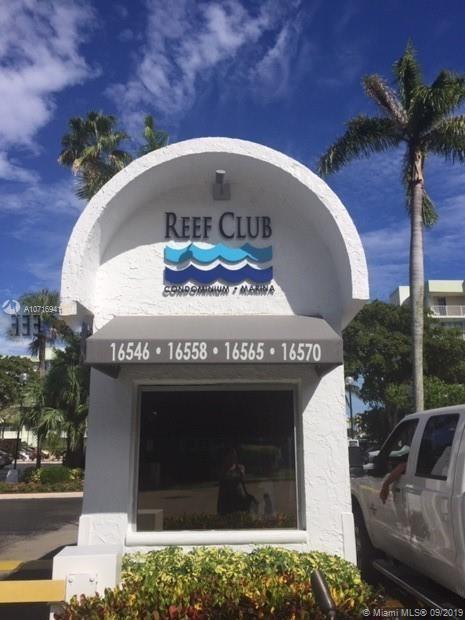 REEF CLUB
CONDOMINIUM • MARINA
16546 • 16558 • 16565 • 16570
© Miami MLS® 09/2019